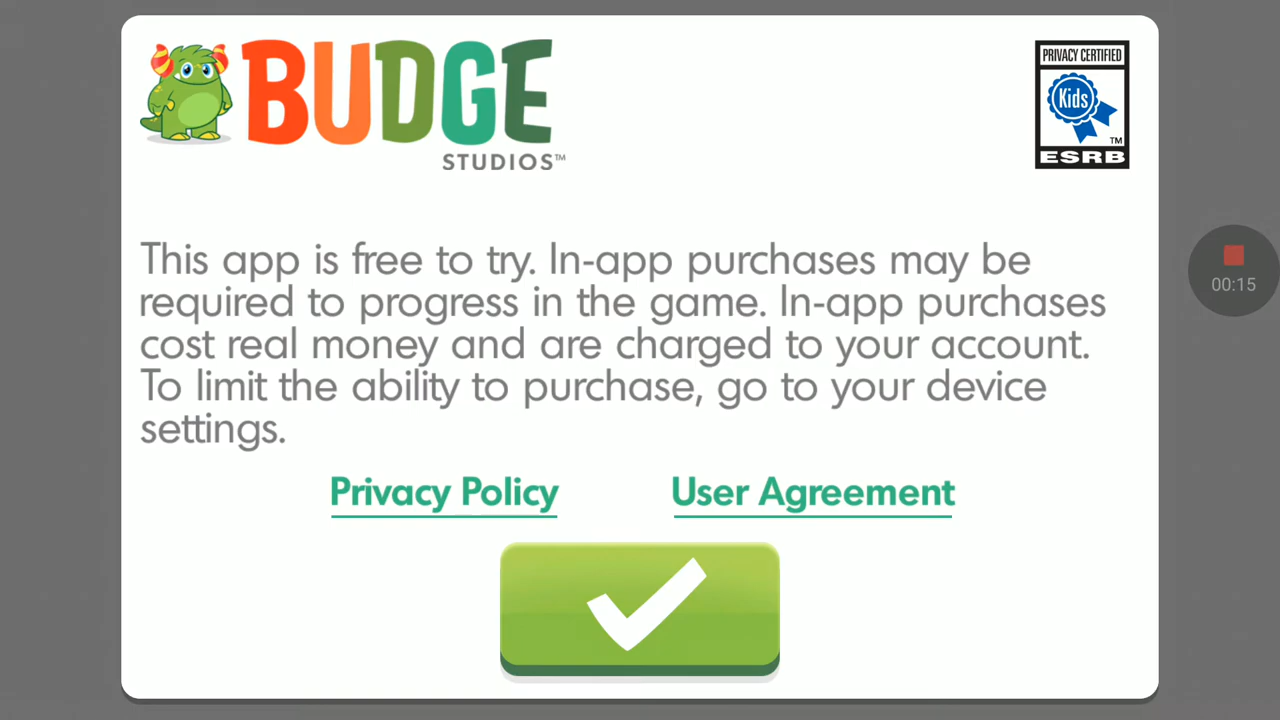 BUDGE
STUDIOS™
PRIVACY CERTIFIED
Kids
™
ESRB
This app is free to try. In-app purchases may be
required to progress in the game. In-app purchases
cost real money and are charged to your account.
To limit the ability to purchase, go to your device
settings.
Privacy Policy
User Agreement
00:15